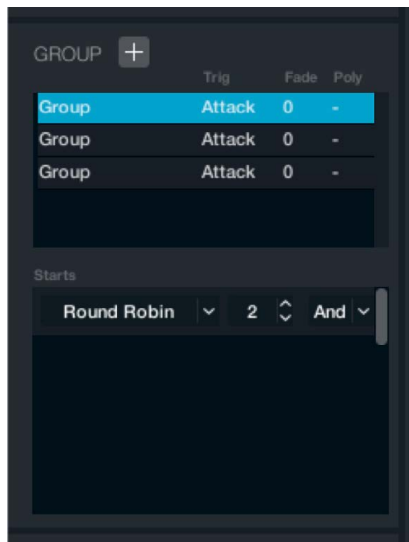 GROUP +
Trig Fade Poly
Group Attack 0 -
Group Attack 0 -
Group Attack 0 -
Starts
Round Robin 2 And